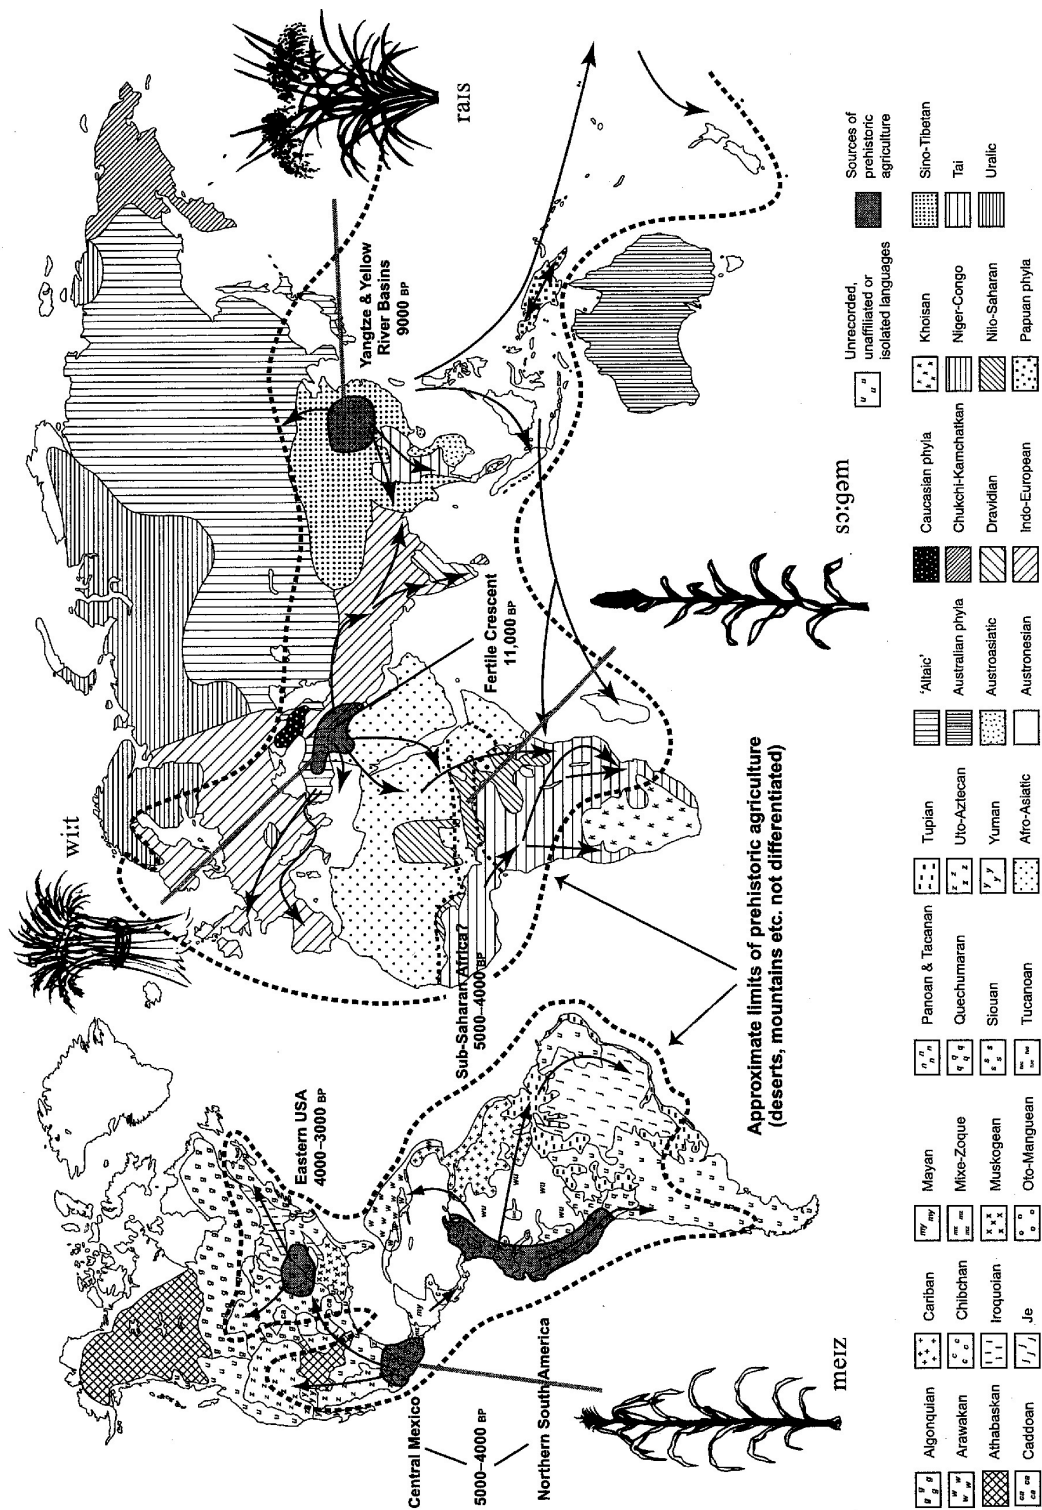 wiːt
raɪs
sɔːgəm
meɪz
Eastern USA
4000–3000 BP
Central Mexico
5000–4000 BP
Northern South America
Sub-Saharan Africa?
5000–4000 BP
Fertile Crescent
11,000 BP
Yangtze & Yellow
River Basins
9000 BP
Approximate limits of prehistoric agriculture
(deserts, mountains etc. not differentiated)
Unrecorded,
unaffiliated or
isolated languages
Sources of
prehistoric
agriculture
Algonquian
Arawakan
Athabaskan
Caddoan
Cariban
Chibchan
Iroquoian
Je
Mayan
Mixe-Zoque
Muskogean
Oto-Manguean
Panoan & Tacanan
Quechumaran
Siouan
Tucanoan
Tupian
Uto-Aztecan
Yuman
Afro-Asiatic
‘Altaic’
Australian phyla
Austroasiatic
Austronesian
Caucasian phyla
Chukchi-Kamchatkan
Dravidian
Indo-European
Khoisan
Niger-Congo
Nilo-Saharan
Papuan phyla
Sino-Tibetan
Tai
Uralic